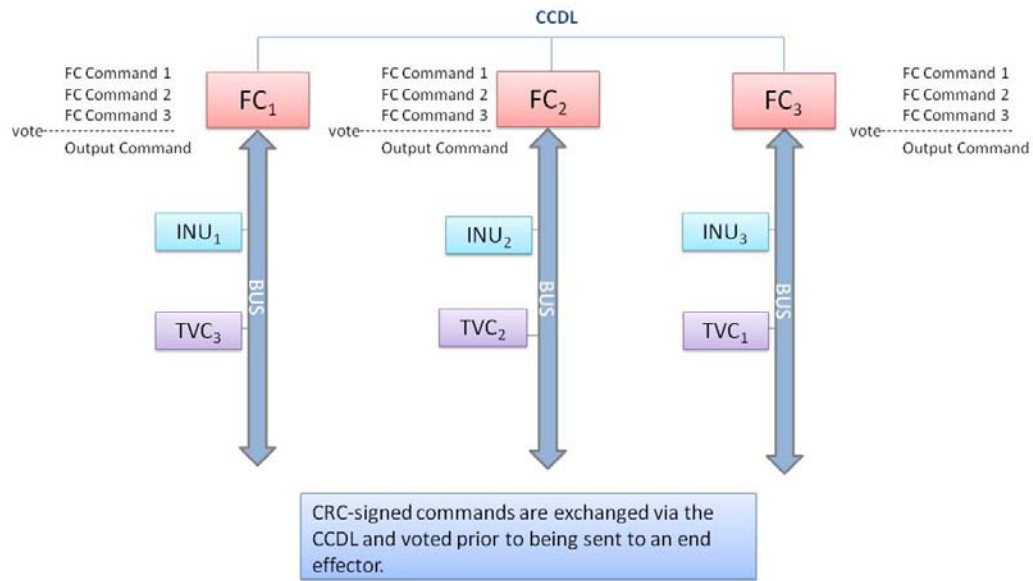 CCDL
FC Command 1
FC Command 2
FC Command 3
vote
Output Command
FC₁
FC Command 1
FC Command 2
FC Command 3
vote
Output Command
FC₂
FC₃
FC Command 1
FC Command 2
FC Command 3
vote
Output Command
INU₁
INU₂
INU₃
BUS
BUS
BUS
TVC₃
TVC₂
TVC₁
CRC-signed commands are exchanged via the
CCDL and voted prior to being sent to an end
effector.